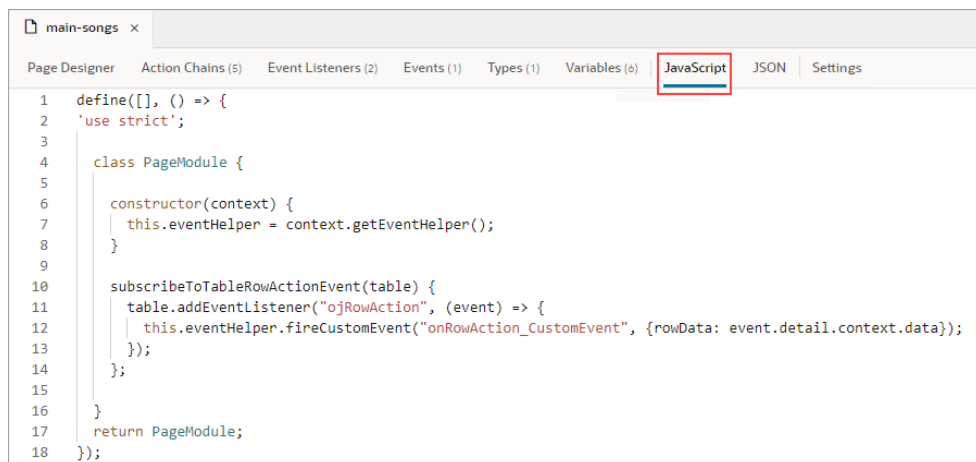 main-songs ×
Page Designer Action Chains (5) Event Listeners (2) Events (1) Types (1) Variables (6) JavaScript JSON Settings
1 define([], () => {
2 'use strict';
3
4 class PageModule {
5
6 constructor(context) {
7 this.eventHelper = context.getEventHelper();
8 }
9
10 subscribeToTableRowActionEvent(table) {
11 table.addEventListener("ojRowAction", (event) => {
12 this.eventHelper.fireCustomEvent("onRowAction_CustomEvent", {rowData: event.detail.context.data});
13 });
14 };
15
16 }
17 return PageModule;
18 });